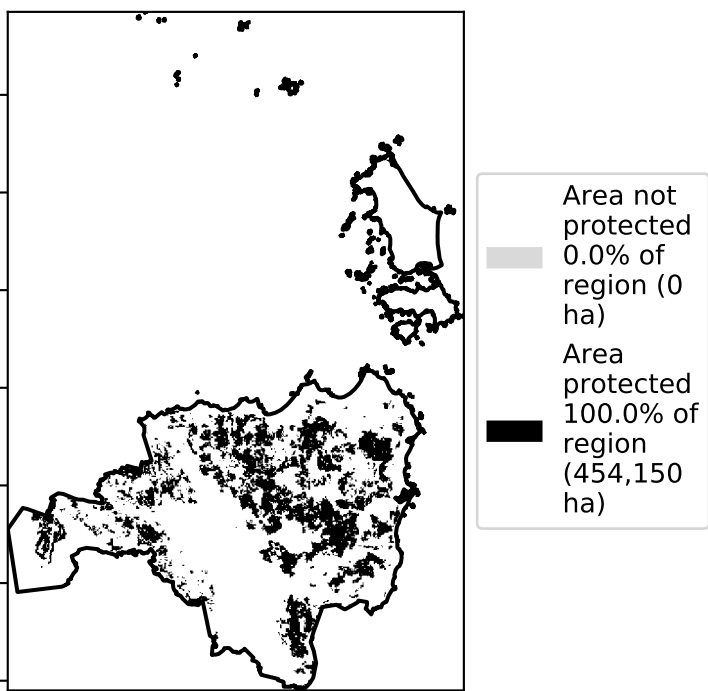 Area not
protected
0.0% of
region (0
ha)
Area
protected
100.0% of
region
(454,150
ha)